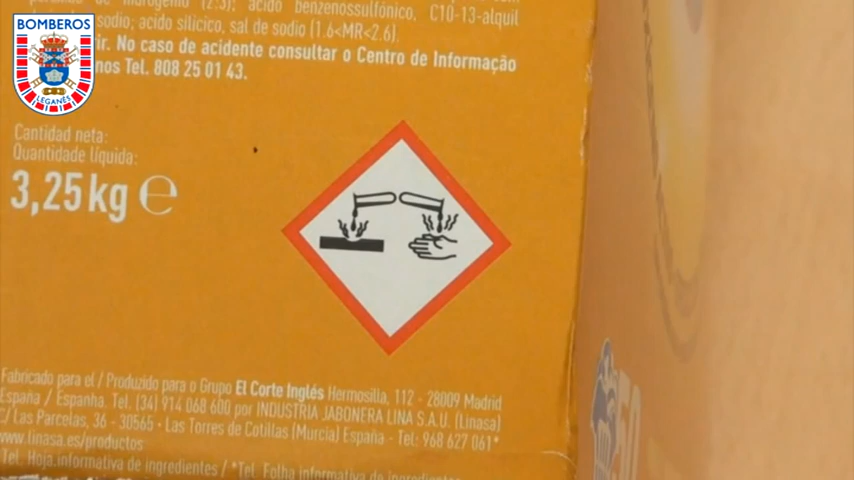 BOMBEROS
LEGANÉS
de hidrógeno (2:3); ácido benzenossulfónico, C10-13-alquil
sodio; ácido silícico, sal de sodio (1.6<MR<2.6).
ir. No caso de acidente consultar o Centro de Informação
nos Tel. 808 25 01 43.
Cantidad neta:
Quantidade líquida:
3,25 kg e
Fabricado para el / Produzido para o Grupo El Corte Inglés Hermosilla, 112 - 28009 Madrid
España / Espanha. Tel. (34) 914 068 600 por INDUSTRIA JABONERA LINA S.A.U. (Linasa)
C/ Las Parcelas, 36 - 30565 · Las Torres de Cotillas (Murcia) España - Tel: 968 627 061*
www.linasa.es/productos
Tel. Hoja informativa de ingredientes / *Tel. Folha informativa de ingredientes
50